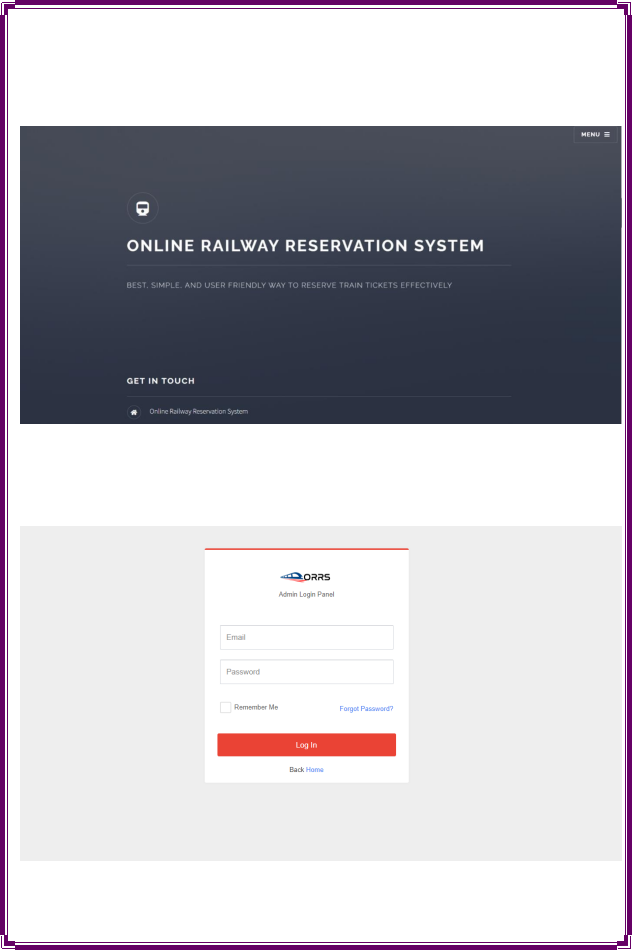 MENU
ONLINE RAILWAY RESERVATION SYSTEM
BEST, SIMPLE, AND USER FRIENDLY WAY TO RESERVE TRAIN TICKETS EFFECTIVELY
GET IN TOUCH
Online Railway Reservation System
ORRS
Admin Login Panel
Email
Password
Remember Me Forgot Password?
Log In
Back Home